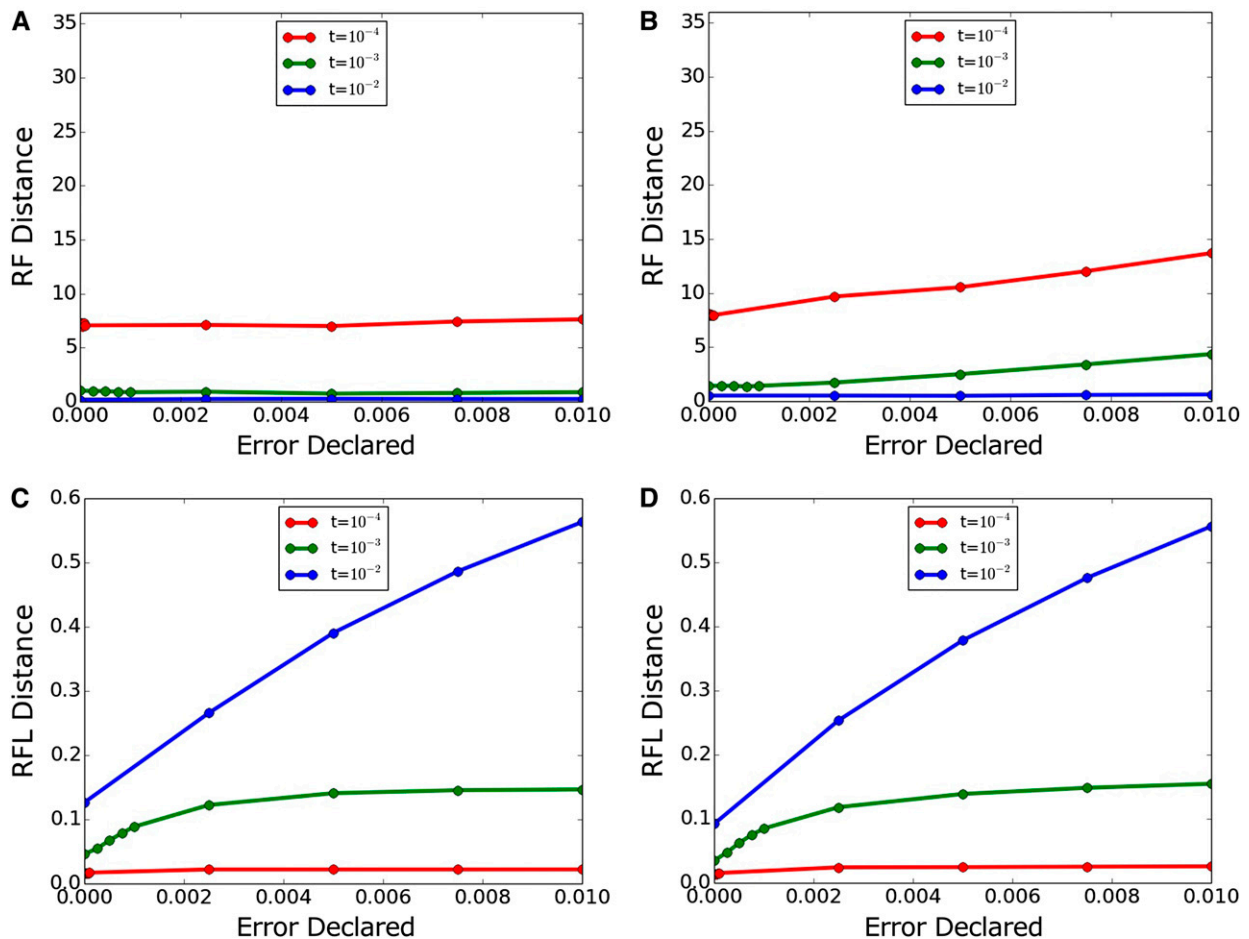 A
35
30
25
20
15
10
5
0
RF Distance
t=10⁻⁴
t=10⁻³
t=10⁻²
0.000 0.002 0.004 0.006 0.008 0.010
Error Declared
B
35
30
25
20
15
10
5
0
RF Distance
t=10⁻⁴
t=10⁻³
t=10⁻²
0.000 0.002 0.004 0.006 0.008 0.010
Error Declared
C
0.6
0.5
0.4
0.3
0.2
0.1
0.0
RFL Distance
t=10⁻⁴
t=10⁻³
t=10⁻²
0.000 0.002 0.004 0.006 0.008 0.010
Error Declared
D
0.6
0.5
0.4
0.3
0.2
0.1
0.0
RFL Distance
t=10⁻⁴
t=10⁻³
t=10⁻²
0.000 0.002 0.004 0.006 0.008 0.010
Error Declared